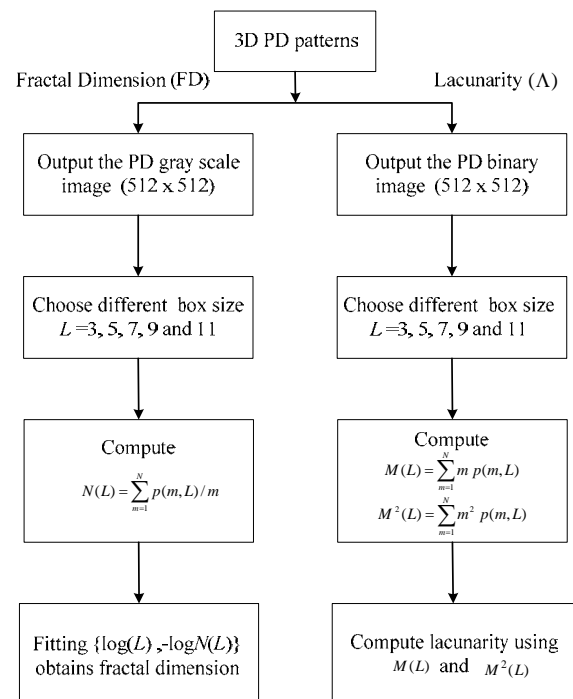 3D PD patterns
Fractal Dimension (FD)
Lacunarity (Λ)
Output the PD gray scale
image (512 x 512)
Choose different box size
L =3, 5, 7, 9 and 11
Compute
N(L) = ∑_{m=1}^{N} p(m, L) / m
Fitting {log(L) ,-logN(L)}
obtains fractal dimension
Output the PD binary
image (512 x 512)
Choose different box size
L =3, 5, 7, 9 and 11
Compute
M(L) = ∑_{m=1}^{N} m p(m, L)
M²(L) = ∑_{m=1}^{N} m² p(m, L)
Compute lacunarity using
M(L) and M²(L)